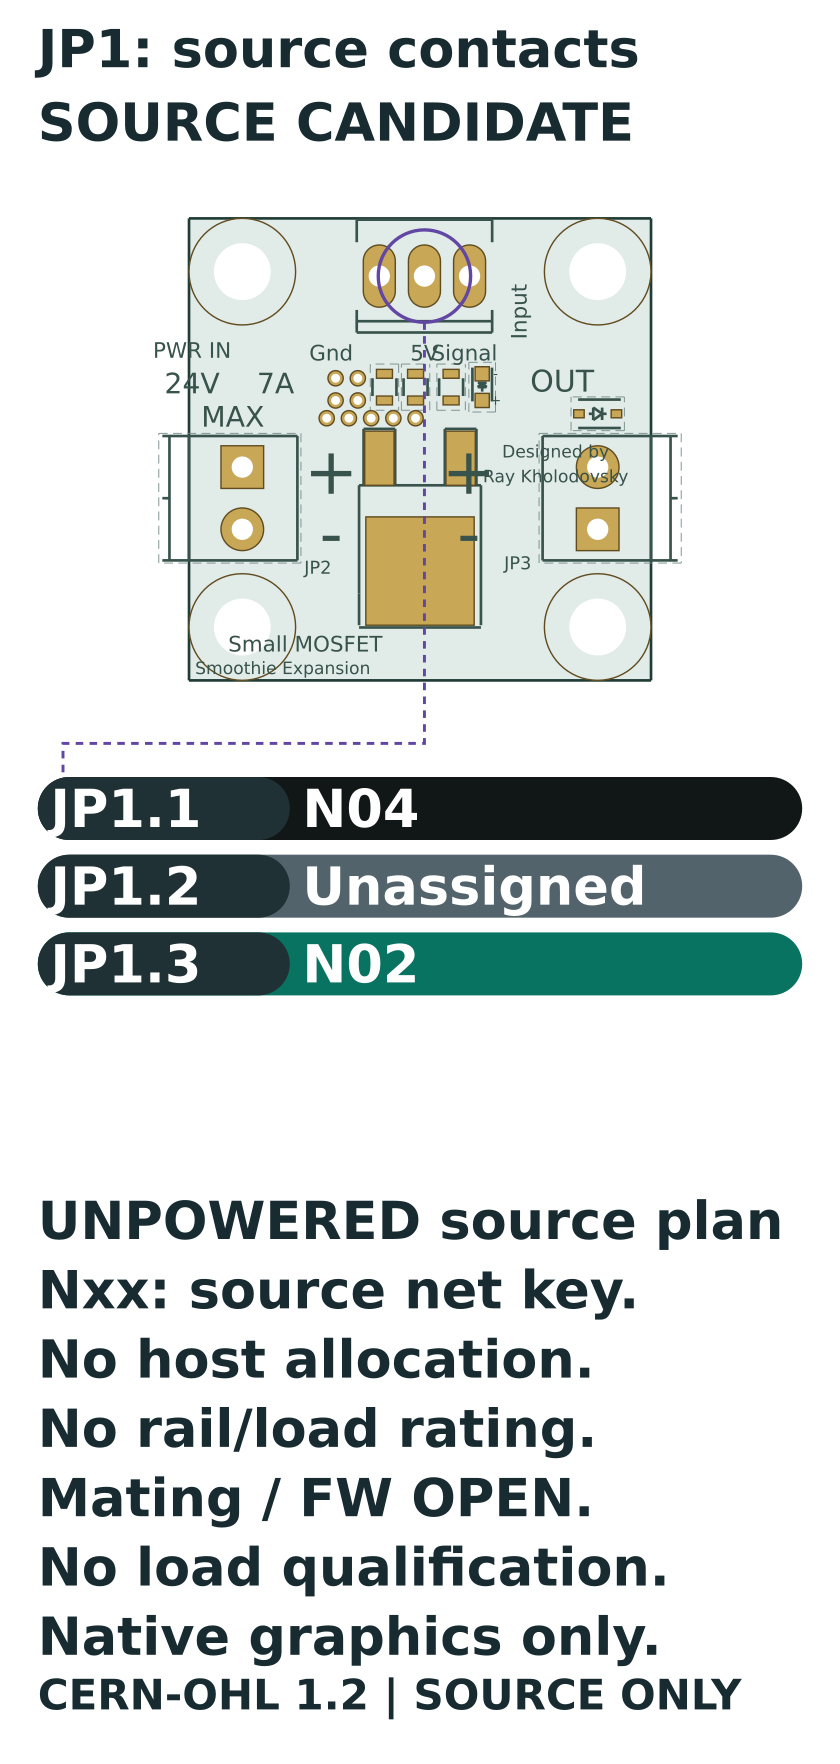 JP1: source contacts
SOURCE CANDIDATE
Input
PWR IN
Gnd
5V
Signal
24V 7A
MAX
OUT
+
Designed by
Ray Kholodovsky
+
+
-
-
JP2
JP3
Small MOSFET
Smoothie Expansion
JP1.1 N04
JP1.2 Unassigned
JP1.3 N02
UNPOWERED source plan
Nxx: source net key.
No host allocation.
No rail/load rating.
Mating / FW OPEN.
No load qualification.
Native graphics only.
CERN-OHL 1.2 | SOURCE ONLY